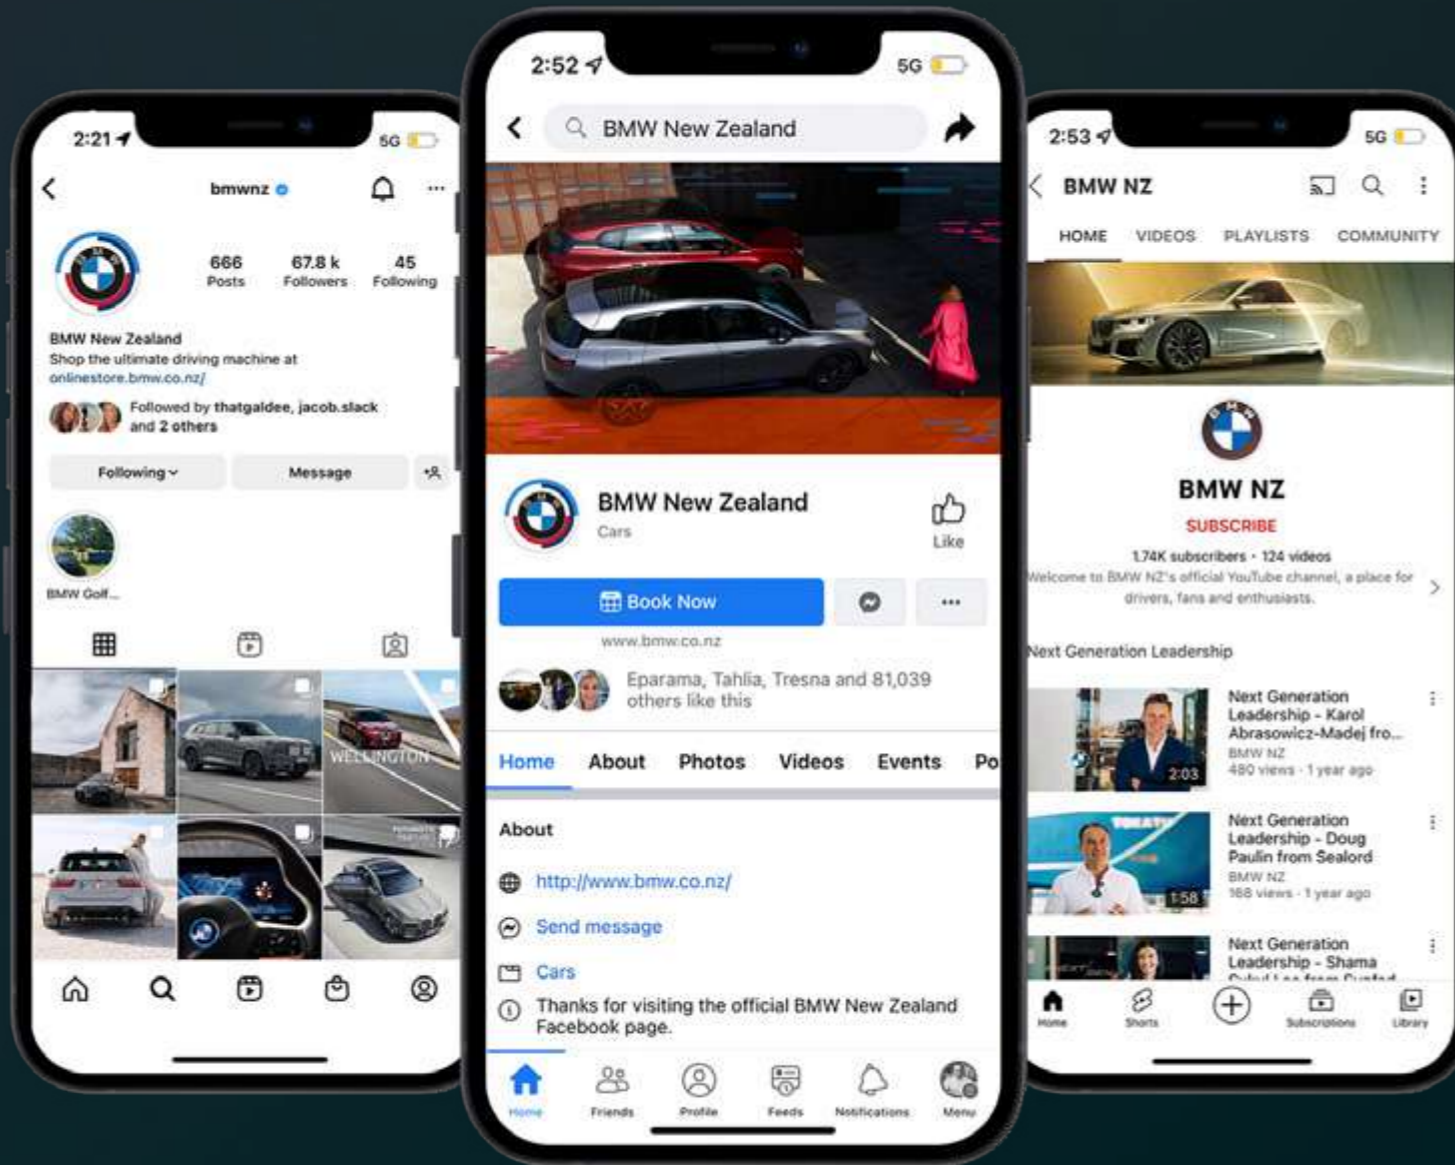 2:21
5G
bmwnz
666
67.8 k
45
Posts
Followers
Following
BMW New Zealand
Shop the ultimate driving machine at
onlinestore.bmw.co.nz/
Followed by thatgaldee, jacob.slack
and 2 others
Following
Message
BMW Golf...
WELLINGTON
2:52
5G
BMW New Zealand
BMW New Zealand
Cars
Like
Book Now
www.bmw.co.nz
Eparama, Tahlia, Tresna and 81,039
others like this
Home About Photos Videos Events Po
About
http://www.bmw.co.nz/
Send message
Cars
Thanks for visiting the official BMW New Zealand
Facebook page.
Home Friends Profile Feeds Notifications Menu
2:53
5G
BMW NZ
HOME VIDEOS PLAYLISTS COMMUNITY
BMW
BMW NZ
SUBSCRIBE
1.74K subscribers · 124 videos
Welcome to BMW NZ's official YouTube channel, a place for
drivers, fans and enthusiasts.
Next Generation Leadership
Next Generation
Leadership - Karol
Abrasowicz-Madej fro...
BMW NZ
480 views · 1 year ago
2:03
Next Generation
Leadership - Doug
Paulin from Sealord
BMW NZ
168 views · 1 year ago
1:58
Next Generation
Leadership - Shama
Home Shorts Subscriptions Library